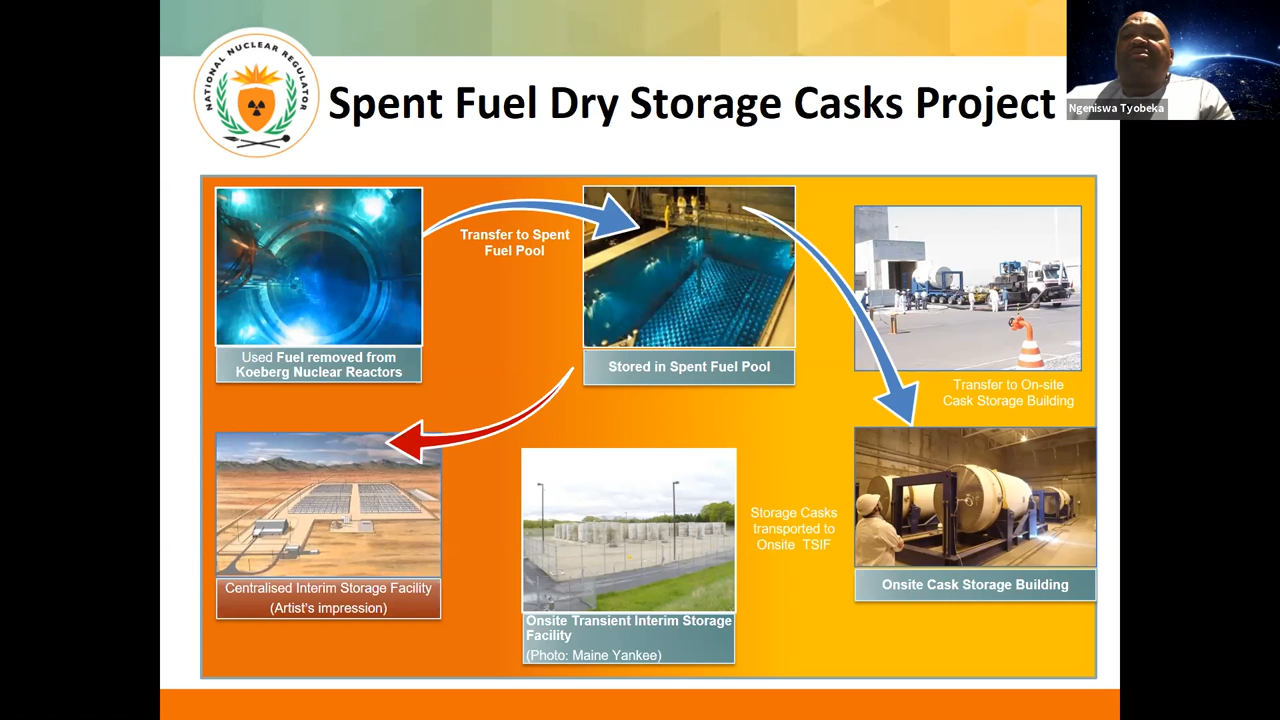 NATIONAL NUCLEAR REGULATOR
Spent Fuel Dry Storage Casks Project
Ngeniswa Tyobeka
Transfer to Spent
Fuel Pool
Used Fuel removed from
Koeberg Nuclear Reactors
Stored in Spent Fuel Pool
Transfer to On-site
Cask Storage Building
Centralised Interim Storage Facility
(Artist's impression)
Onsite Transient Interim Storage
Facility
(Photo: Maine Yankee)
Storage Casks
transported to
Onsite TSIF
Onsite Cask Storage Building